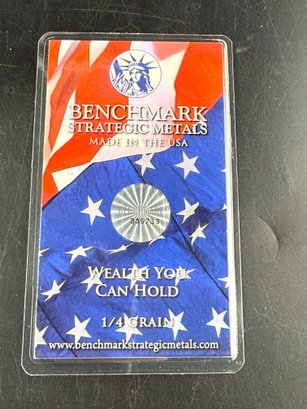 BENCHMARK
STRATEGIC METALS
MADE IN THE USA
WEALTH YOU
CAN HOLD
1/4 GRAIN
www.benchmarkstrategicmetals.com